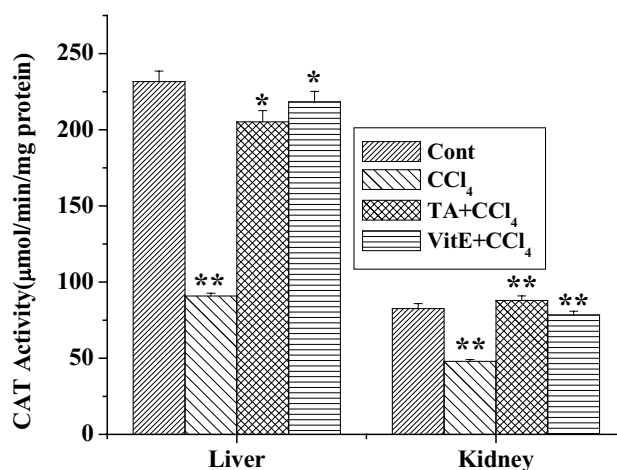 CAT Activity(μmol/min/mg protein)
250
200
150
100
50
0
*
*
**
**
**
**
Cont
CCl₄
TA+CCl₄
VitE+CCl₄
Liver
Kidney